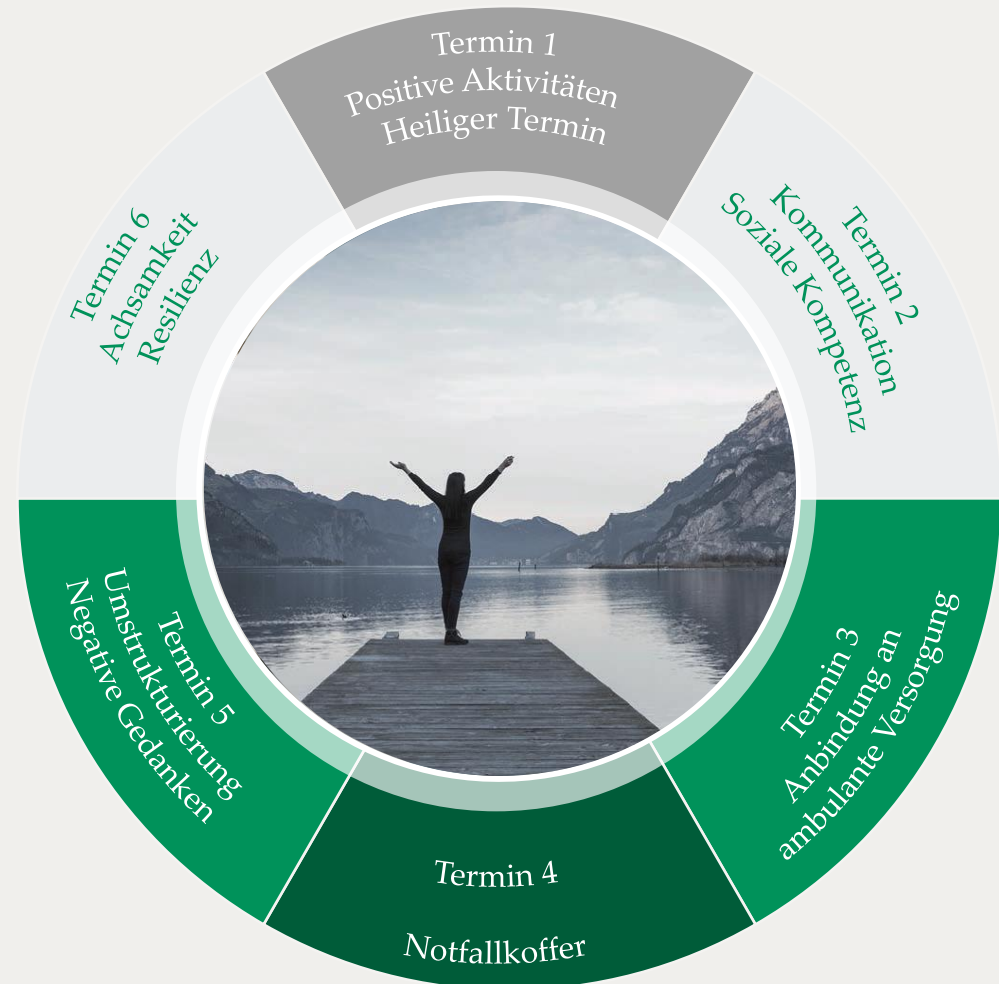 Termin 1
Positive Aktivitäten
Heiliger Termin
Termin 2
Kommunikation
Soziale Kompetenz
Termin 3
Anbindung an
ambulante Versorgung
Termin 4
Notfallkoffer
Termin 5
Umstrukturierung
Negative Gedanken
Termin 6
Achsamkeit
Resilienz